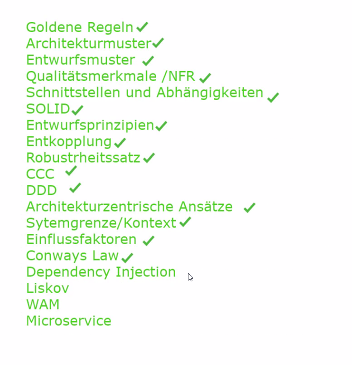 Goldene Regeln
Architekturmuster
Entwurfsmuster
Qualitätsmerkmale /NFR
Schnittstellen und Abhängigkeiten
SOLID
Entwurfsprinzipien
Entkopplung
Robustrheitssatz
CCC
DDD
Architekturzentrische Ansätze
Sytemgrenze/Kontext
Einflussfaktoren
Conways Law
Dependency Injection
Liskov
WAM
Microservice